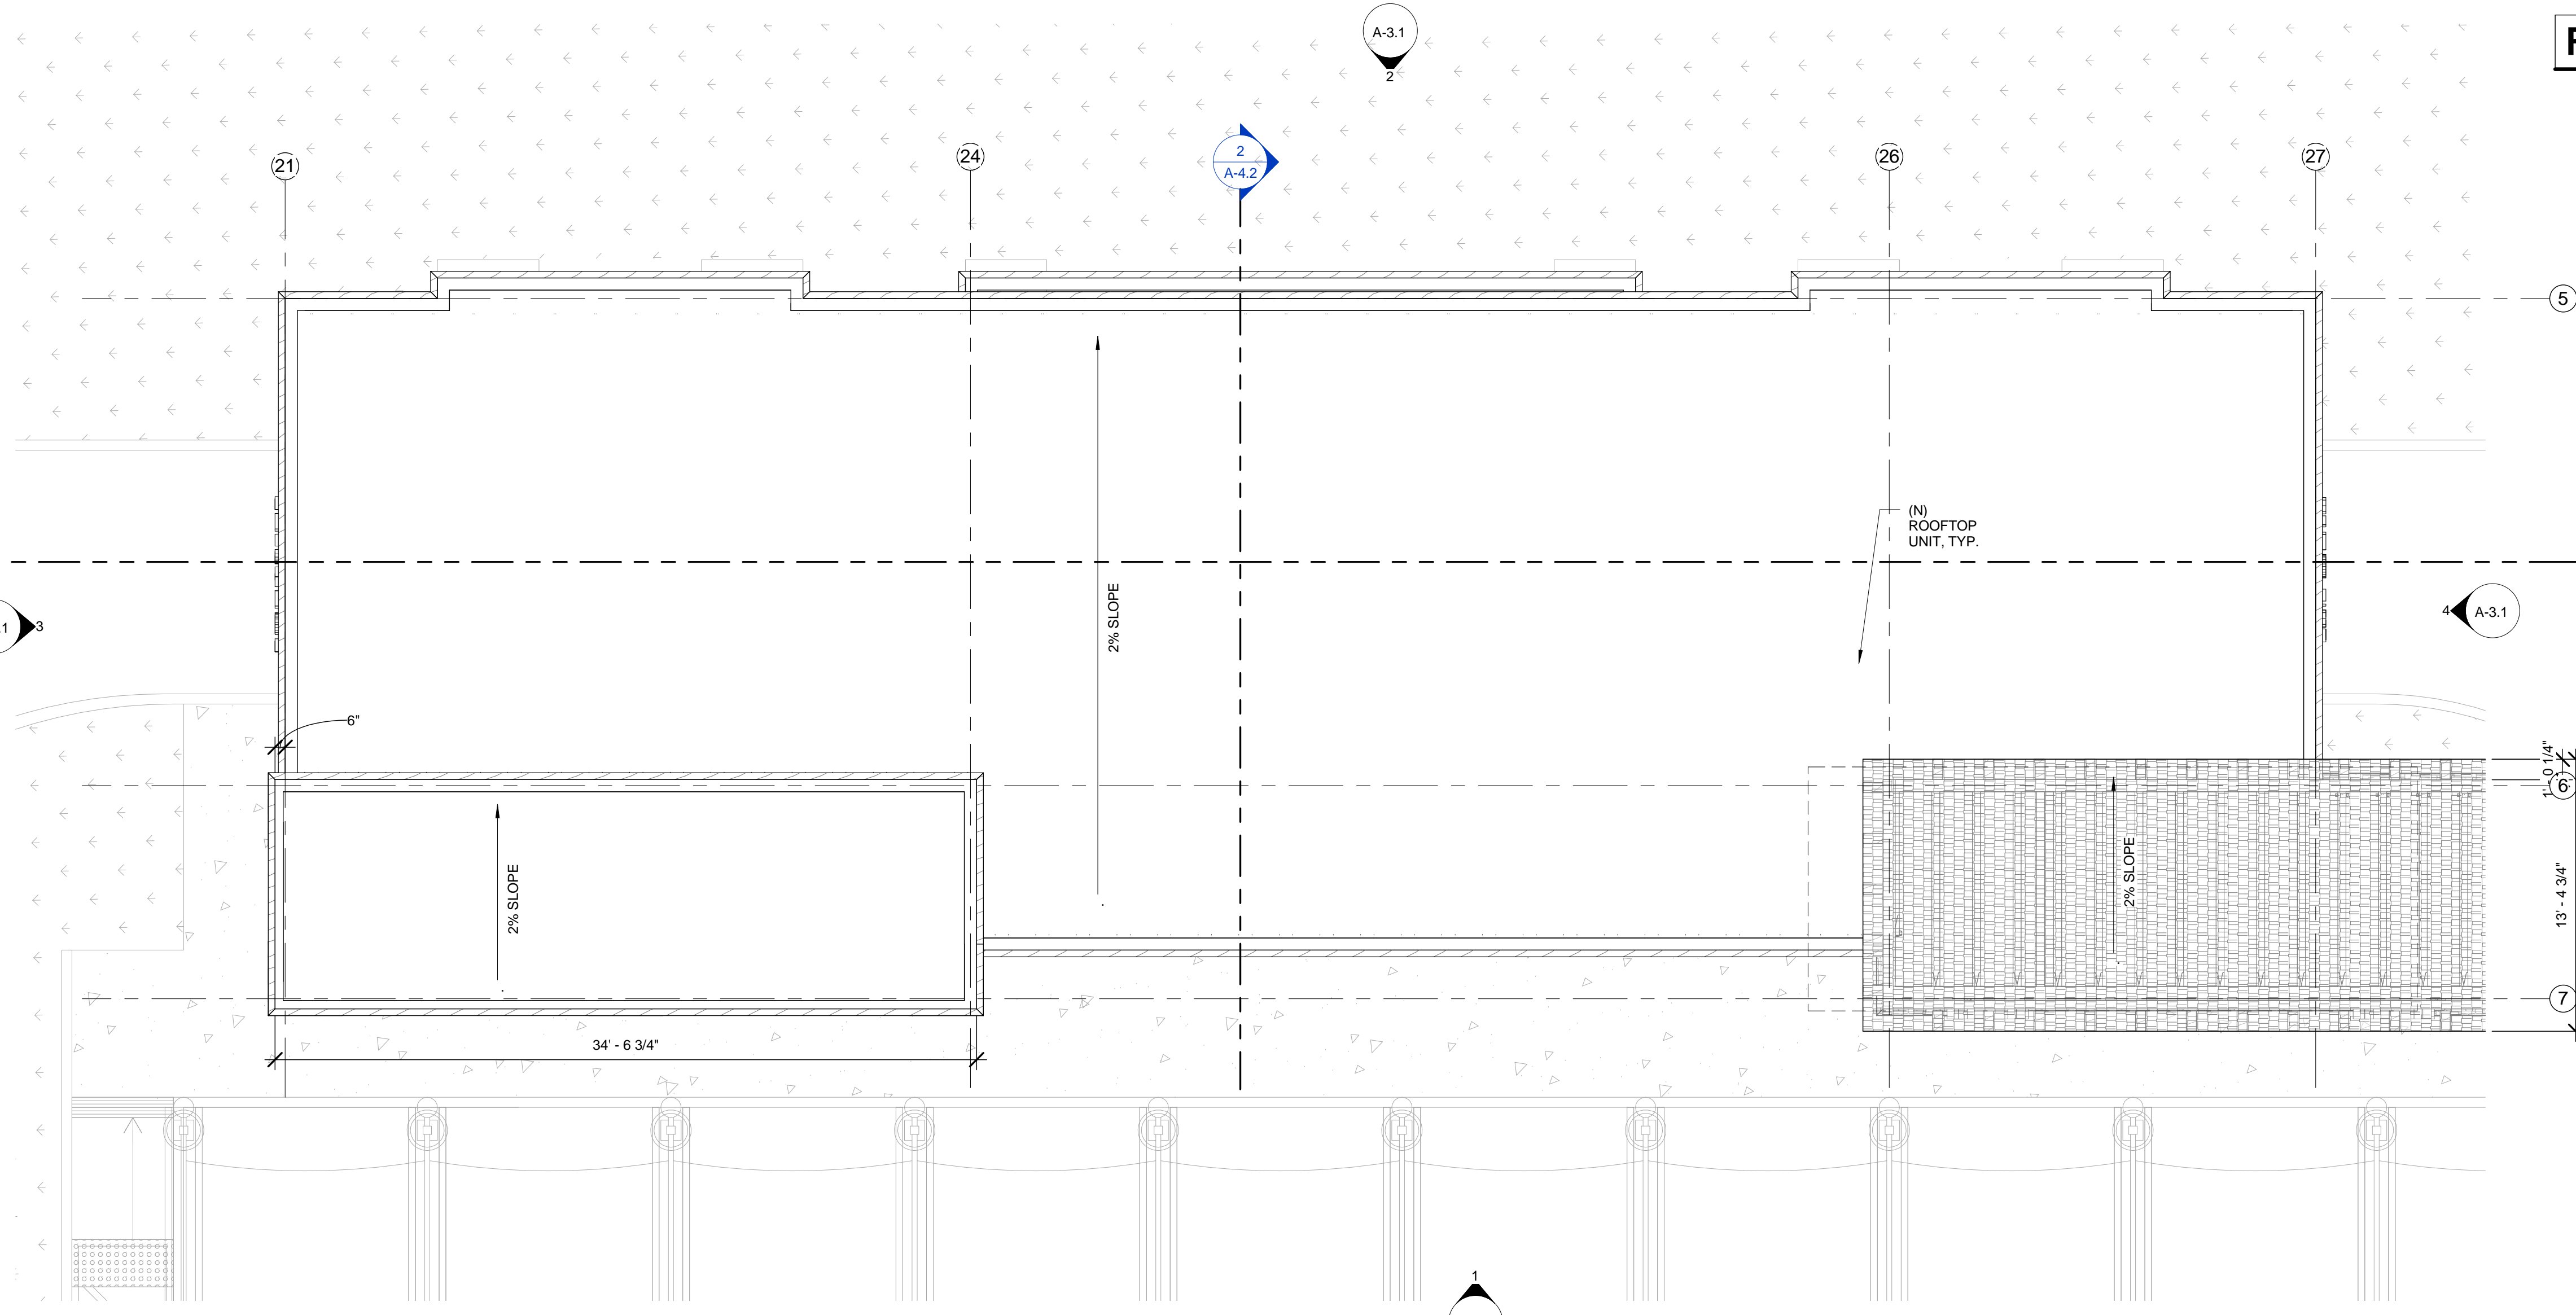 A-3.1
2
21
24
2
A-4.2
26
27
5
(N)
ROOFTOP
UNIT, TYP.
2% SLOPE
3
4
A-3.1
6"
1' - 0 1/4"
6
2% SLOPE
2% SLOPE
13' - 4 3/4"
7
34' - 6 3/4"
1